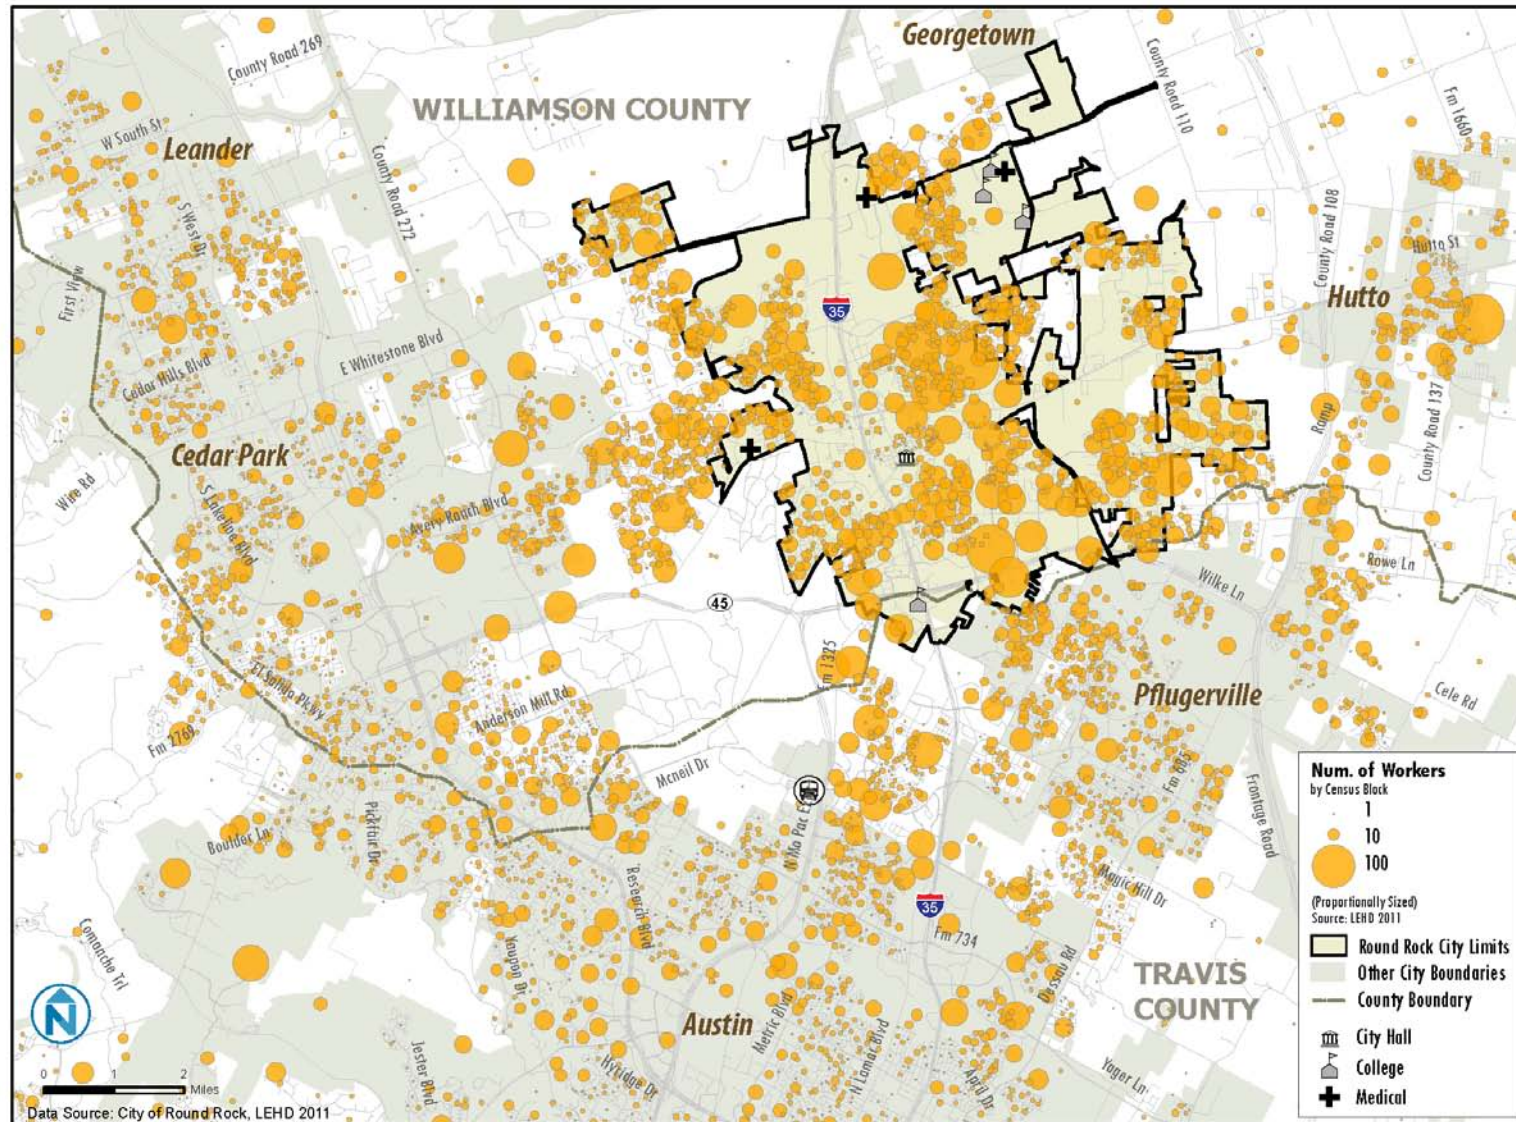 Georgetown
County Road 269
WILLIAMSON COUNTY
County Road 110
Fm 1660
W South St
Leander
County Road 272
S West Dr
County Road 108
Hutto St
First View
35
Hutto
E Whitestone Blvd
Cedar Hills Blvd
County Road 137
Ramp
Cedar Park
Wire Rd
S Lakeline Blvd
Avery Ranch Blvd
Rowe Ln
Wilke Ln
45
Fm 1325
El Salido Pkwy
Anderson Mill Rd
Pflugerville
Cele Rd
Fm 2769
Mcneil Dr
Fm 685
Frontage Road
Boulder Ln
Pickfair Dr
N Mo Pac E
Research Blvd
Magic Hill Dr
35
Fm 734
Comanche Trl
Yaupon Dr
Dessau Rd
TRAVIS
COUNTY
Metric Blvd
Austin
N Lamar Blvd
Jester Blvd
Hyridge Dr
April Dr
Yager Ln
Num. of Workers
by Census Block
1
10
100
(Proportionally Sized)
Source: LEHD 2011
Round Rock City Limits
Other City Boundaries
County Boundary
City Hall
College
Medical
N
0 1 2
Miles
Data Source: City of Round Rock, LEHD 2011